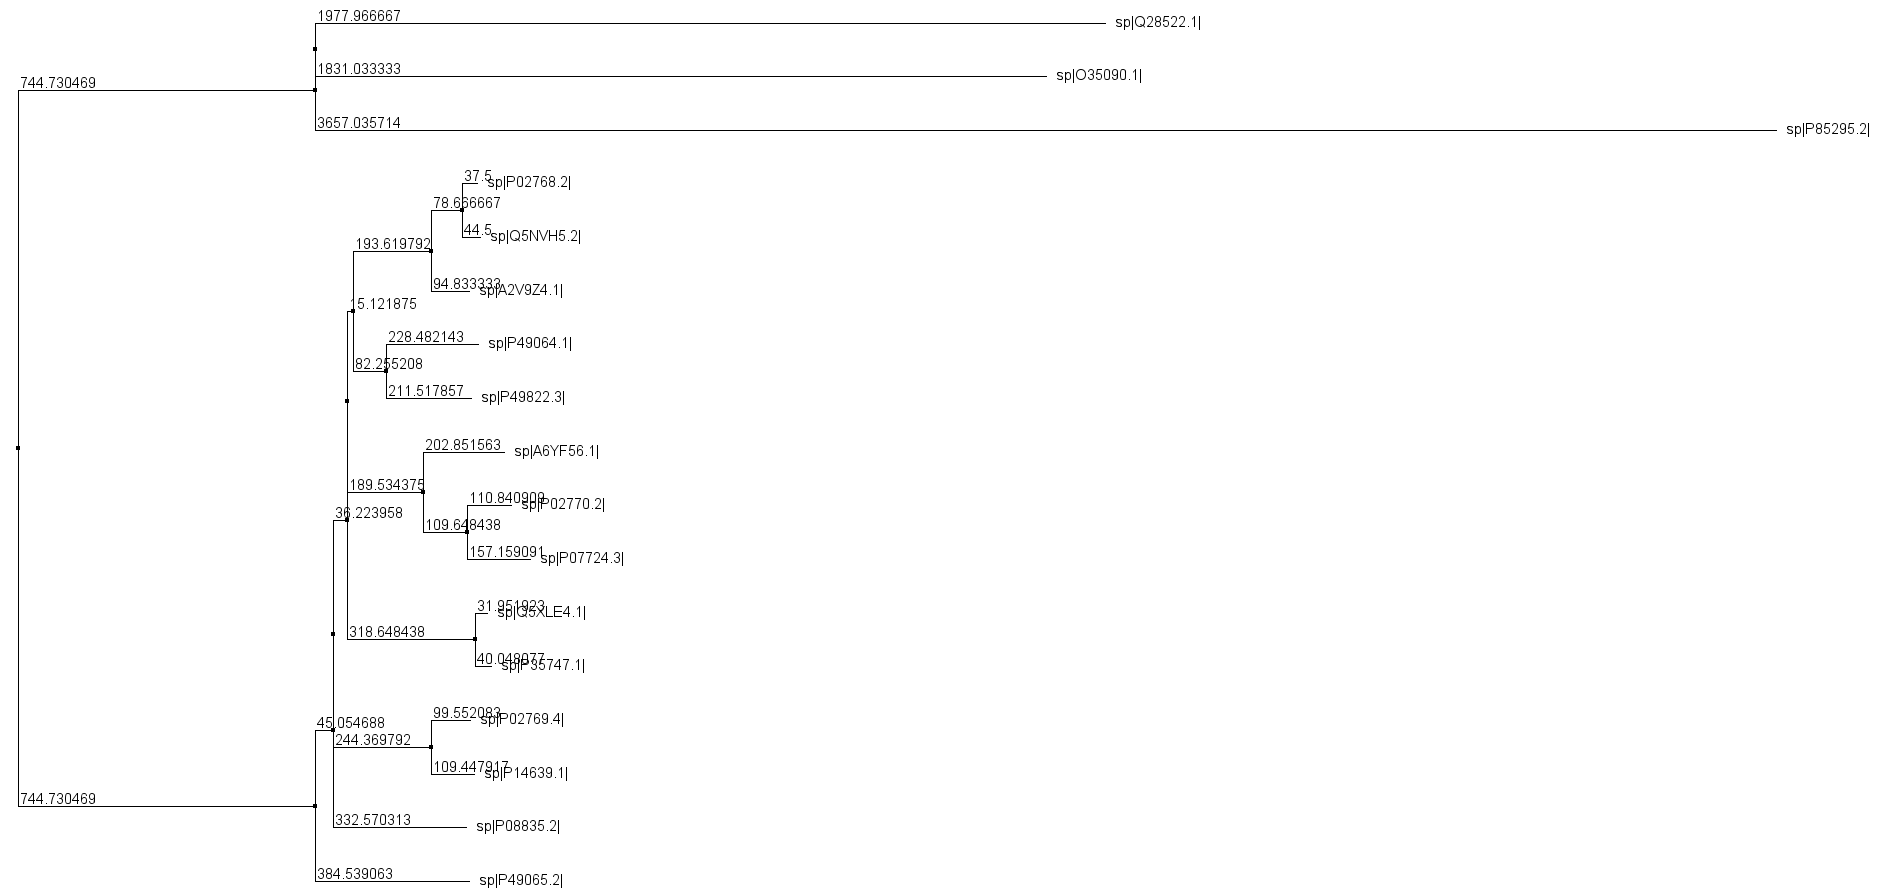 1977.966667
sp|Q28522.1|
1831.033333
sp|O35090.1|
744.730469
3657.035714
sp|P85295.2|
37.5
sp|P02768.2|
78.666667
44.5
sp|Q5NVH5.2|
193.619792
94.833333
sp|A2V9Z4.1|
15.121875
228.482143
sp|P49064.1|
82.255208
211.517857
sp|P49822.3|
202.851563
sp|A6YF56.1|
189.534375
110.840909
sp|P02770.2|
36.223958
109.648438
157.159091
sp|P07724.3|
31.951923
sp|Q5XLE4.1|
318.648438
40.048077
sp|P35747.1|
99.552083
sp|P02769.4|
45.054688
244.369792
109.447917
sp|P14639.1|
744.730469
332.570313
sp|P08835.2|
384.539063
sp|P49065.2|